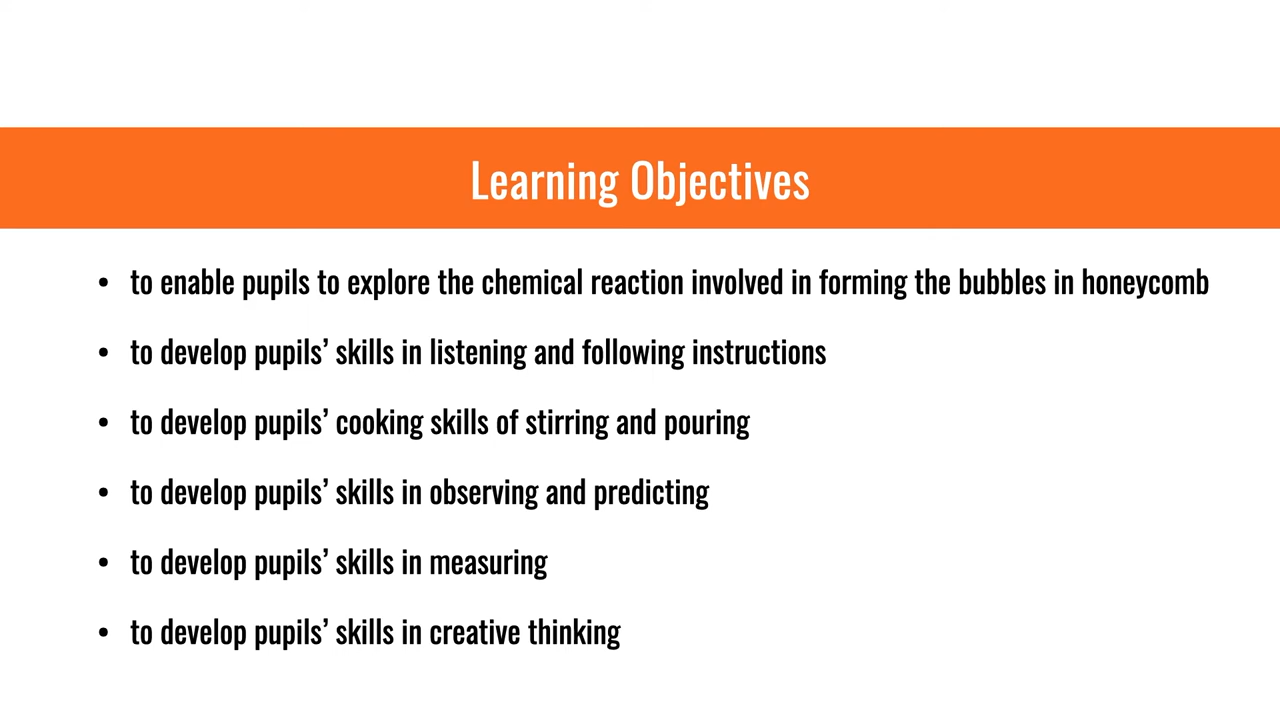 Learning Objectives
• to enable pupils to explore the chemical reaction involved in forming the bubbles in honeycomb
• to develop pupils’ skills in listening and following instructions
• to develop pupils’ cooking skills of stirring and pouring
• to develop pupils’ skills in observing and predicting
• to develop pupils’ skills in measuring
• to develop pupils’ skills in creative thinking